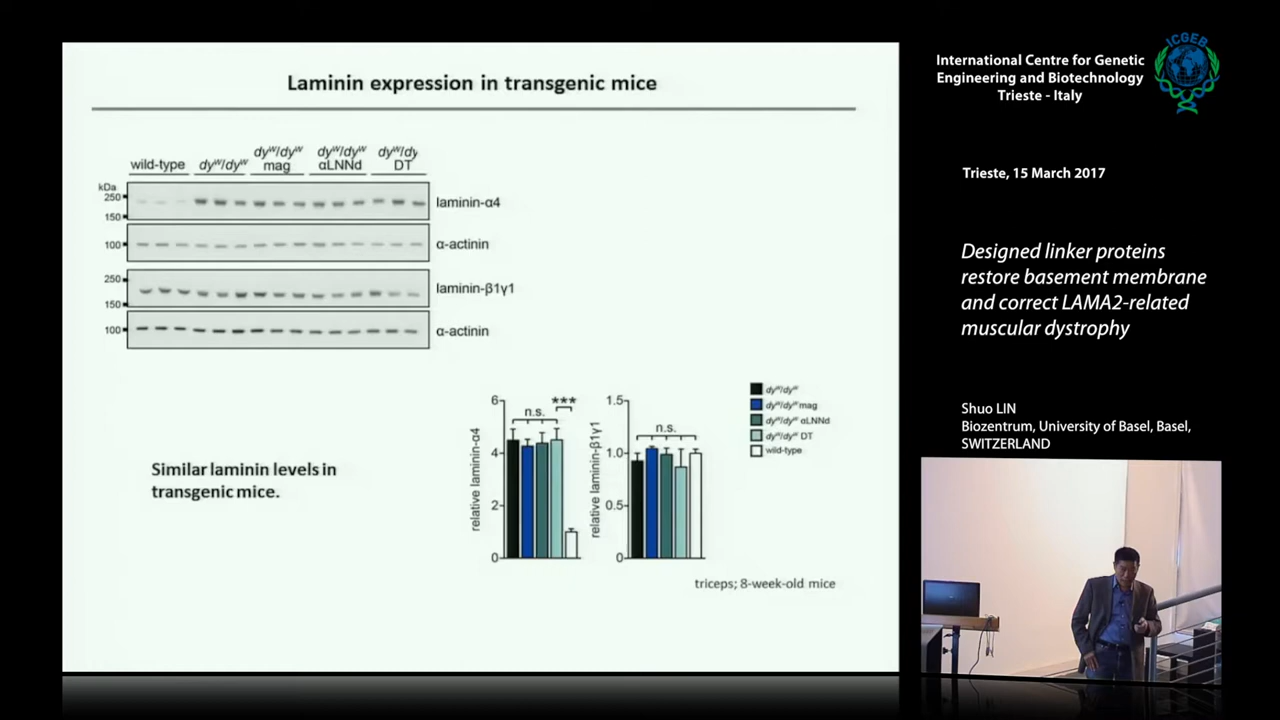 Laminin expression in transgenic mice
wild-type
dyᵂ/dyᵂ
dyᵂ/dyᵂ
mag
dyᵂ/dyᵂ
αLNNd
dyᵂ/dy
DT
kDa
250
150
laminin-α4
100
α-actinin
250
150
laminin-β1γ1
100
α-actinin
Similar laminin levels in
transgenic mice.
relative laminin-α4
6
4
2
0
n.s.
***
relative laminin-β1γ1
1.5
1.0
0.5
0
n.s.
dyᵂ/dyᵂ
dyᵂ/dyᵂ mag
dyᵂ/dyᵂ αLNNd
dyᵂ/dyᵂ DT
wild-type
triceps; 8-week-old mice
International Centre for Genetic
Engineering and Biotechnology
Trieste - Italy
ICGEB
Trieste, 15 March 2017
Designed linker proteins
restore basement membrane
and correct LAMA2-related
muscular dystrophy
Shuo LIN
Biozentrum, University of Basel, Basel,
SWITZERLAND